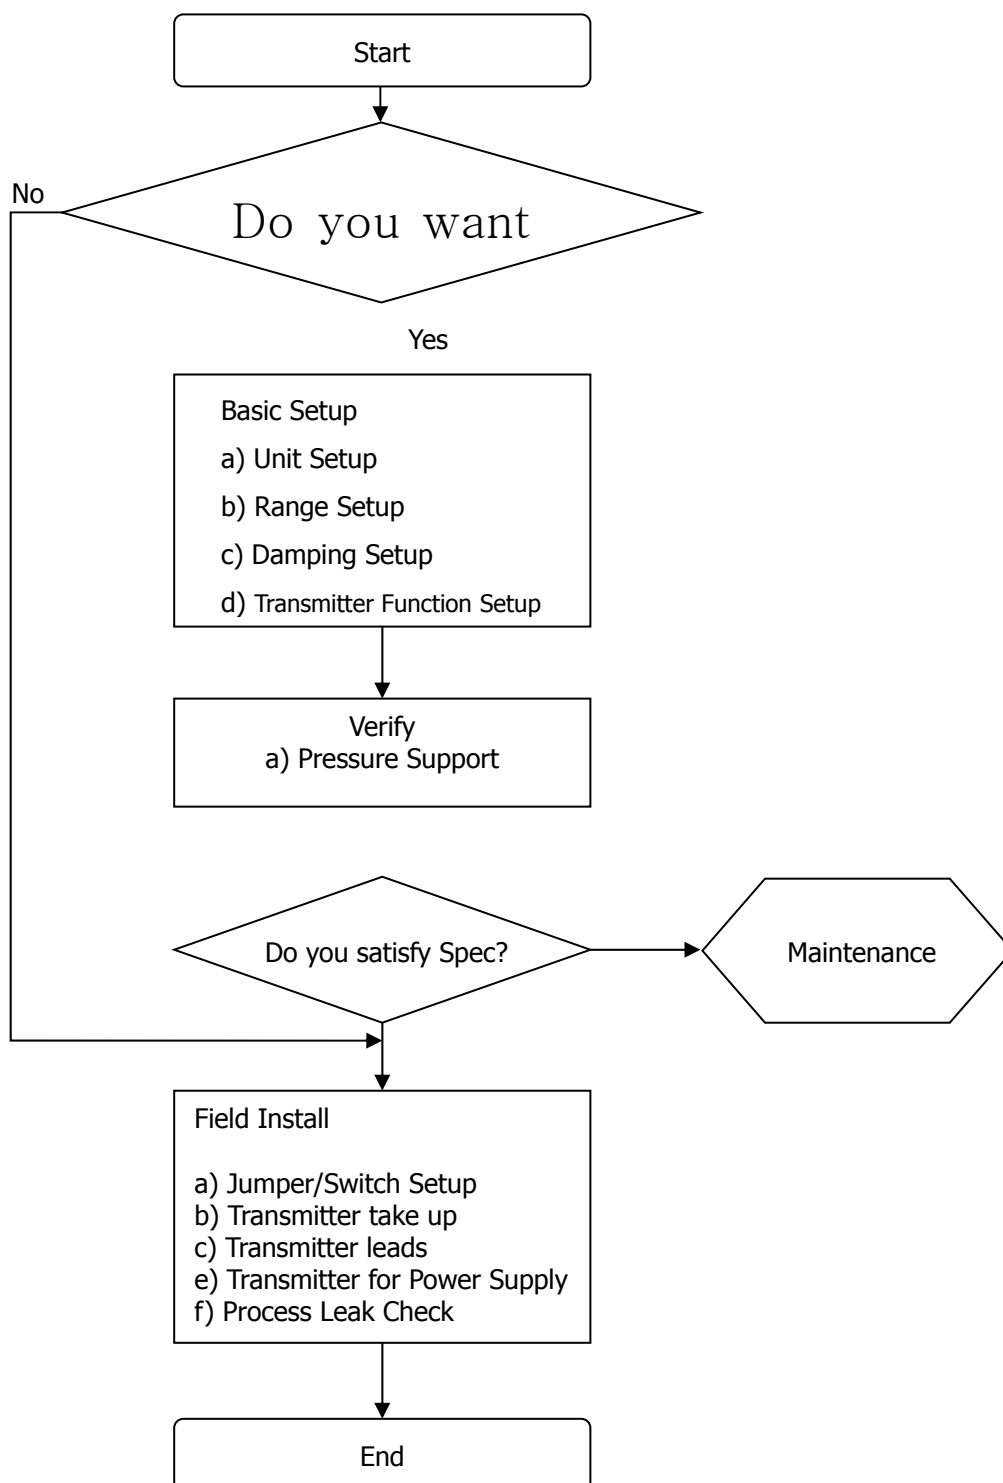 Start
No
Do you want
Yes
Basic Setup
a) Unit Setup
b) Range Setup
c) Damping Setup
d) Transmitter Function Setup
Verify
a) Pressure Support
Do you satisfy Spec?
Maintenance
Field Install
a) Jumper/Switch Setup
b) Transmitter take up
c) Transmitter leads
e) Transmitter for Power Supply
f) Process Leak Check
End